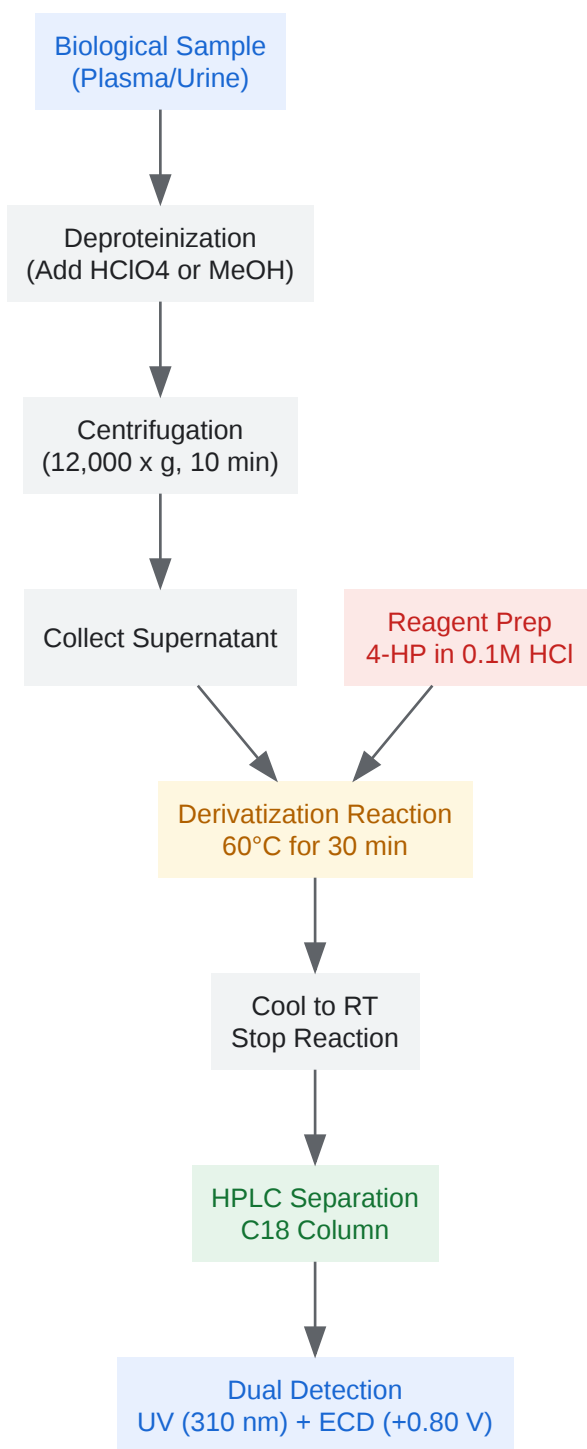 Biological Sample
(Plasma/Urine)
Deproteinization
(Add HClO4 or MeOH)
Centrifugation
(12,000 x g, 10 min)
Collect Supernatant
Reagent Prep
4-HP in 0.1M HCl
Derivatization Reaction
60°C for 30 min
Cool to RT
Stop Reaction
HPLC Separation
C18 Column
Dual Detection
UV (310 nm) + ECD (+0.80 V)